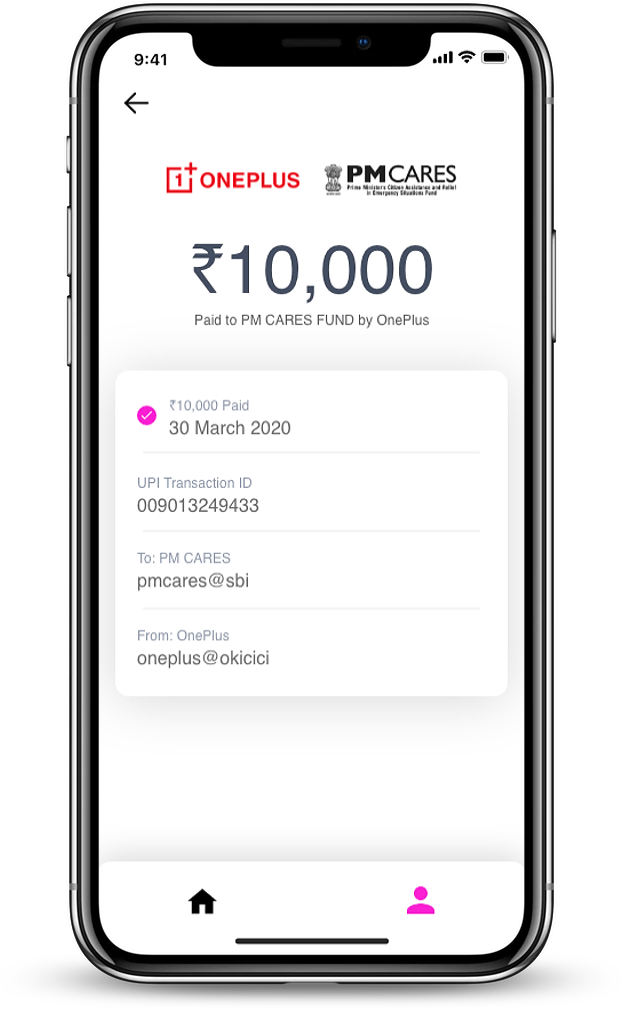 9:41
1 ONEPLUS
PMCARES
Prime Minister's Citizen Assistance and Relief
in Emergency Situations Fund
₹10,000
Paid to PM CARES FUND by OnePlus
₹10,000 Paid
30 March 2020
UPI Transaction ID
009013249433
To: PM CARES
pmcares@sbi
From: OnePlus
oneplus@okicici